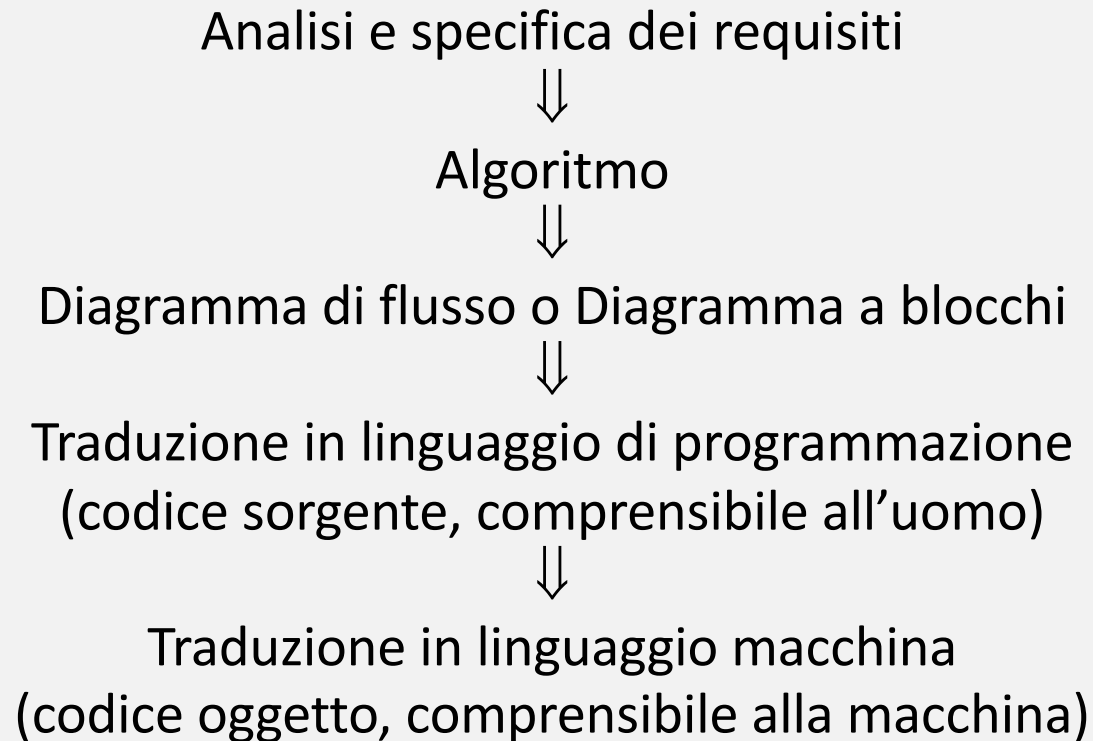 Analisi e specifica dei requisiti
⇓
Algoritmo
⇓
Diagramma di flusso o Diagramma a blocchi
⇓
Traduzione in linguaggio di programmazione
(codice sorgente, comprensibile all’uomo)
⇓
Traduzione in linguaggio macchina
(codice oggetto, comprensibile alla macchina)